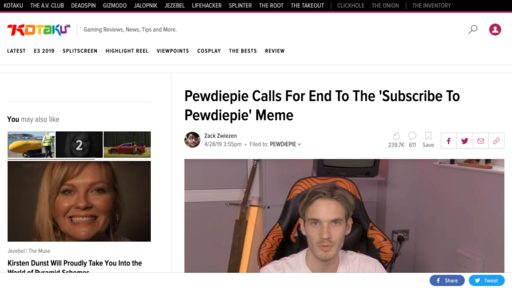 KOTAKU THE A.V. CLUB DEADSPIN GIZMODO JALOPNIK JEZEBEL LIFEHACKER SPLINTER THE ROOT THE TAKEOUT CLICKHOLE THE ONION THE INVENTORY
KOTAKU Gaming Reviews, News, Tips and More.
LATEST E3 2019 SPLITSCREEN HIGHLIGHT REEL VIEWPOINTS COSPLAY THE BESTS REVIEW
You may also like
2
Jezebel | The Muse
Kirsten Dunst Will Proudly Take You Into the
World of Pyramid Schemes
Pewdiepie Calls For End To The 'Subscribe To
Pewdiepie' Meme
Zack Zwiezen
4/28/19 3:55pm • Filed to: PEWDIEPIE
239.7K 611 Save
Share Tweet